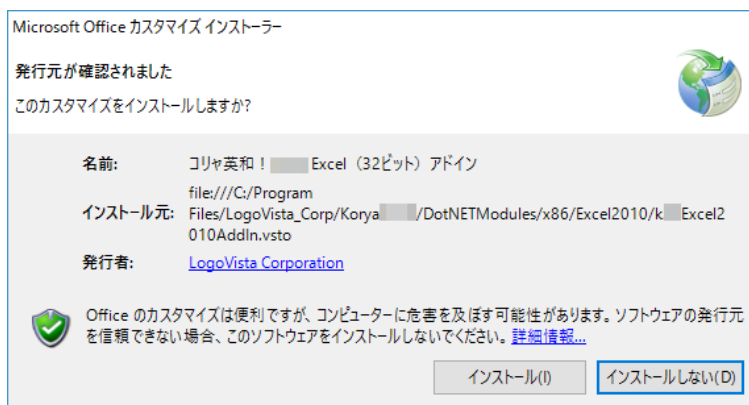 Microsoft Office カスタマイズ インストーラー
発行元が確認されました
このカスタマイズをインストールしますか?
名前: コリャ英和！ Excel（32ビット）アドイン
インストール元: file:///C:/Program
Files/LogoVista_Corp/Korya /DotNETModules/x86/Excel2010/k Excel2
010AddIn.vsto
発行者: LogoVista Corporation
Office のカスタマイズは便利ですが、コンピューターに危害を及ぼす可能性があります。ソフトウェアの発行元
を信頼できない場合、このソフトウェアをインストールしないでください。詳細情報...
インストール(I) インストールしない(D)